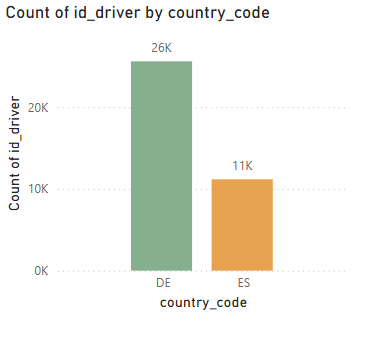 Count of id_driver by country_code
26K
20K
11K
10K
0K
Count of id_driver
DE
ES
country_code